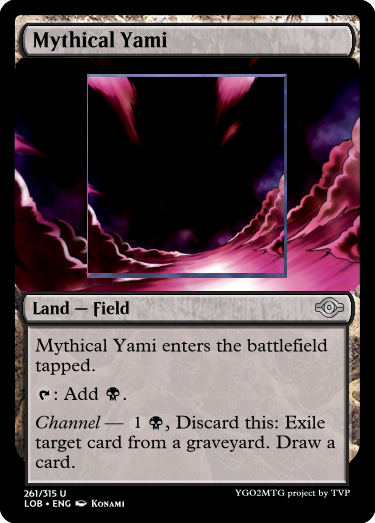 Mythical Yami
Land — Field
Mythical Yami enters the battlefield
tapped.
: Add .
Channel — 1 , Discard this: Exile
target card from a graveyard. Draw a
card.
261/315 U
LOB • ENG Konami
YGO2MTG project by TVP